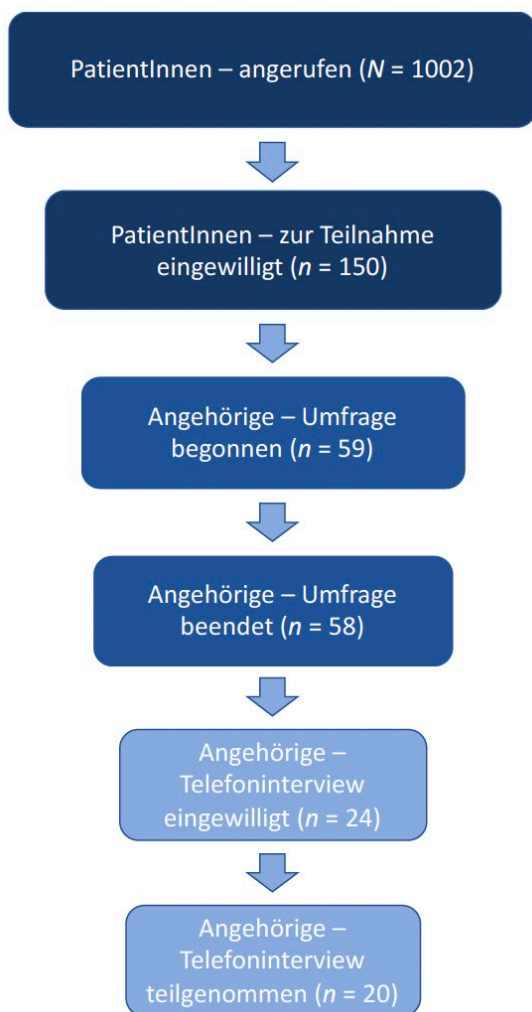 PatientInnen – angerufen (N = 1002)
PatientInnen – zur Teilnahme
eingewilligt (n = 150)
Angehörige – Umfrage
begonnen (n = 59)
Angehörige – Umfrage
beendet (n = 58)
Angehörige –
Telefoninterview
eingewilligt (n = 24)
Angehörige –
Telefoninterview
teilgenommen (n = 20)